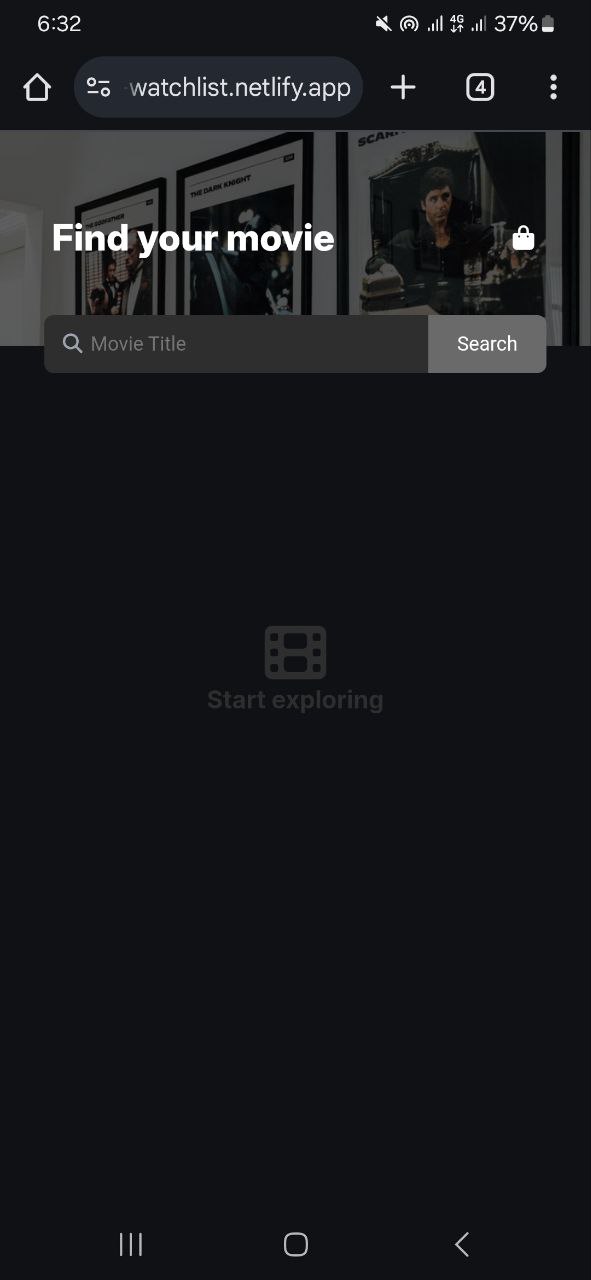 6:32
4G
37%
watchlist.netlify.app
4
THE GODFATHER
THE DARK KNIGHT
Find your movie
Movie Title
Search
Start exploring